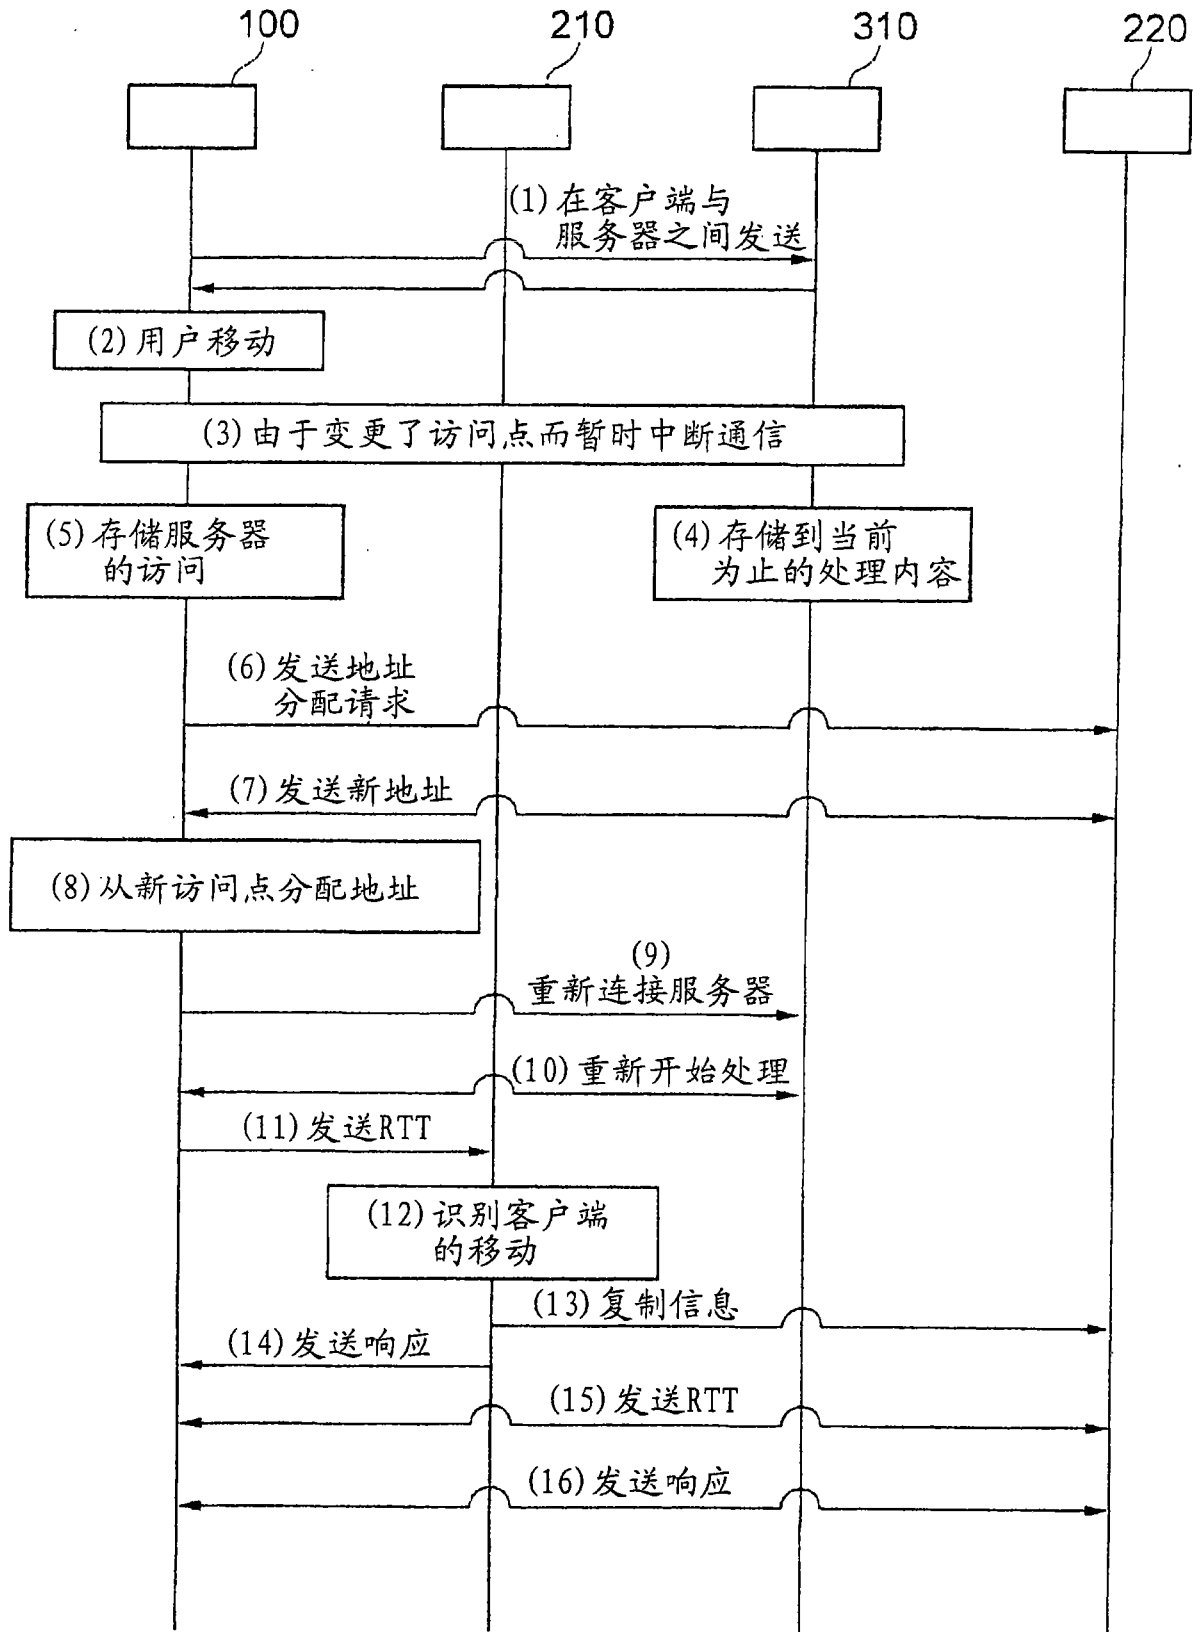 100
210
310
220
(1)在客户端与
服务器之间发送
(2)用户移动
(3)由于变更了访问点而暂时中断通信
(5)存储服务器
的访问
(4)存储到当前
为止的处理内容
(6)发送地址
分配请求
(7)发送新地址
(8)从新访问点分配地址
(9)
重新连接服务器
(10)重新开始处理
(11)发送RTT
(12)识别客户端
的移动
(13)复制信息
(14)发送响应
(15)发送RTT
(16)发送响应